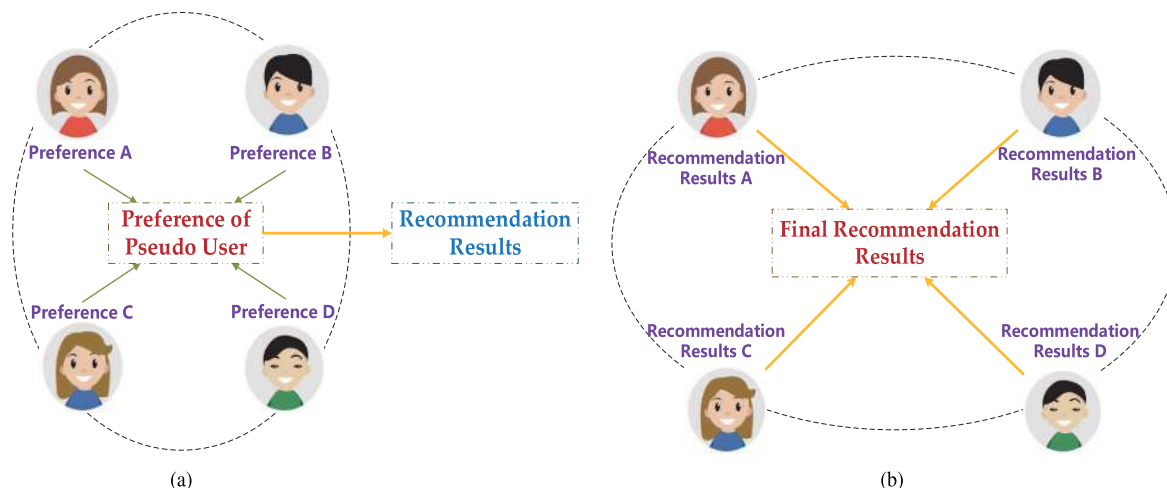 Preference A
Preference B
Preference of
Pseudo User
Recommendation
Results
Preference C
Preference D
(a)
Recommendation
Results A
Recommendation
Results B
Final Recommendation
Results
Recommendation
Results C
Recommendation
Results D
(b)